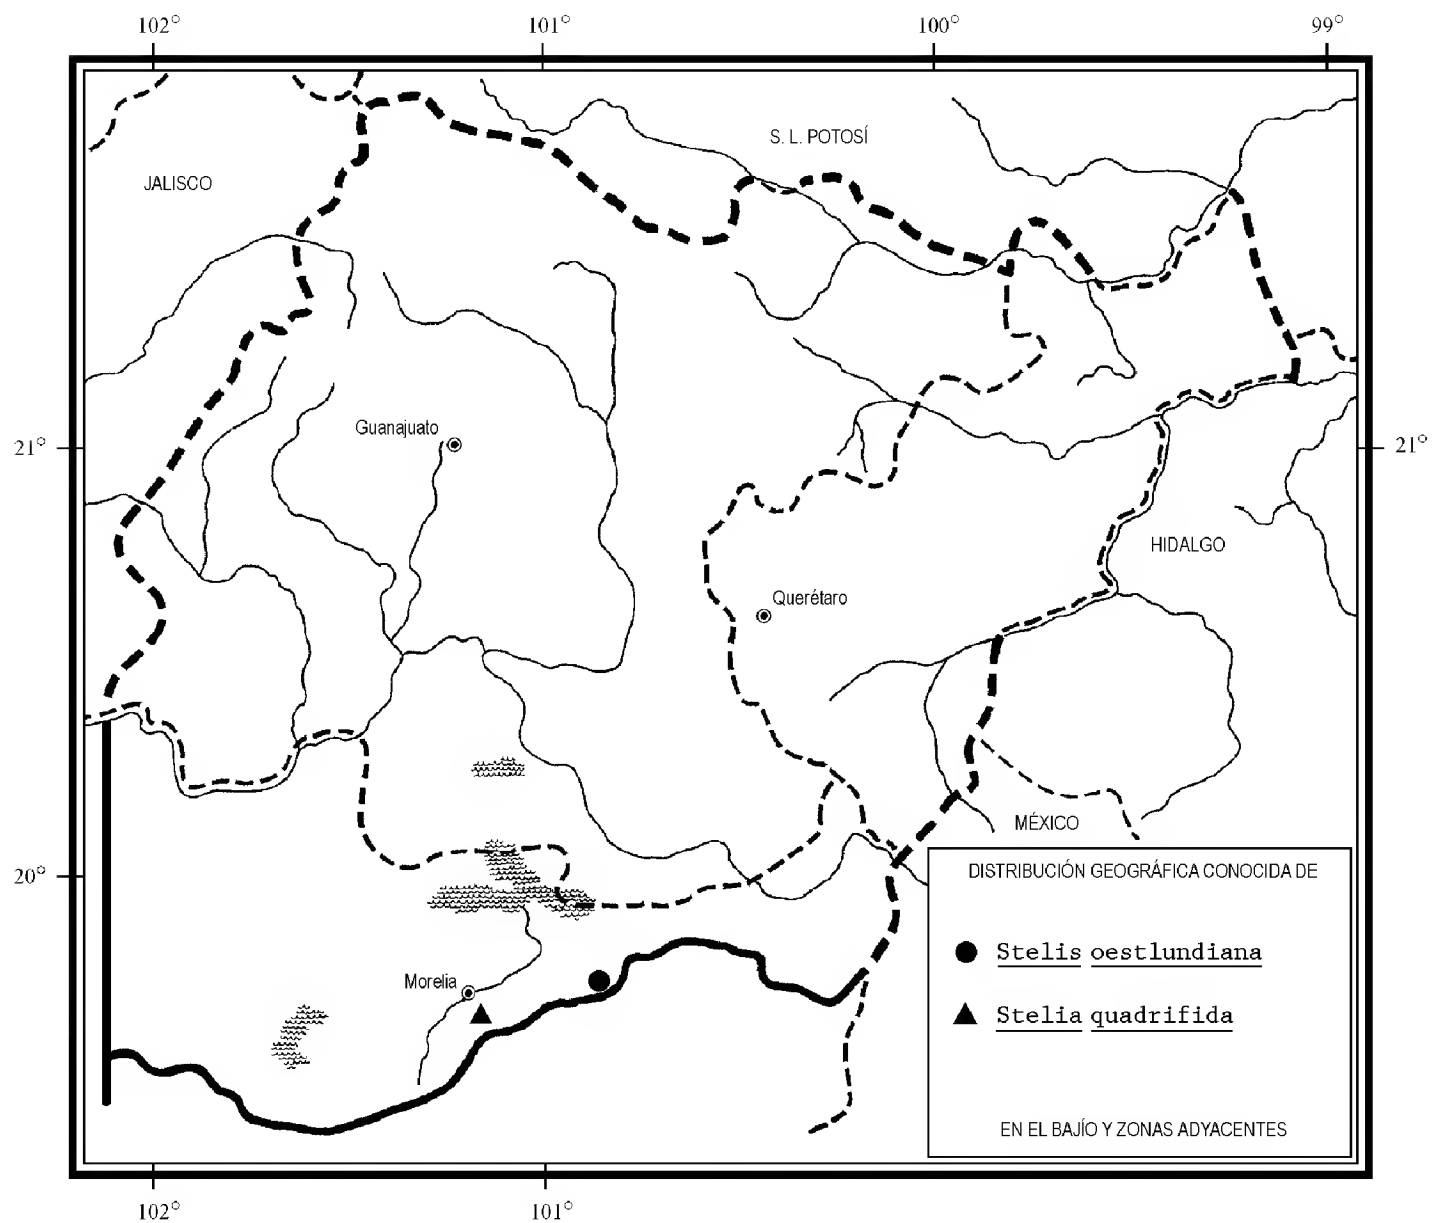 102° 101° 100° 99°
S. L. POTOSÍ
JALISCO
Guanajuato
21° 21°
HIDALGO
Querétaro
MÉXICO
20°
DISTRIBUCIÓN GEOGRÁFICA CONOCIDA DE
Stelis oestlundiana
Morelia
Stelia quadrifida
EN EL BAJÍO Y ZONAS ADYACENTES
102° 101°